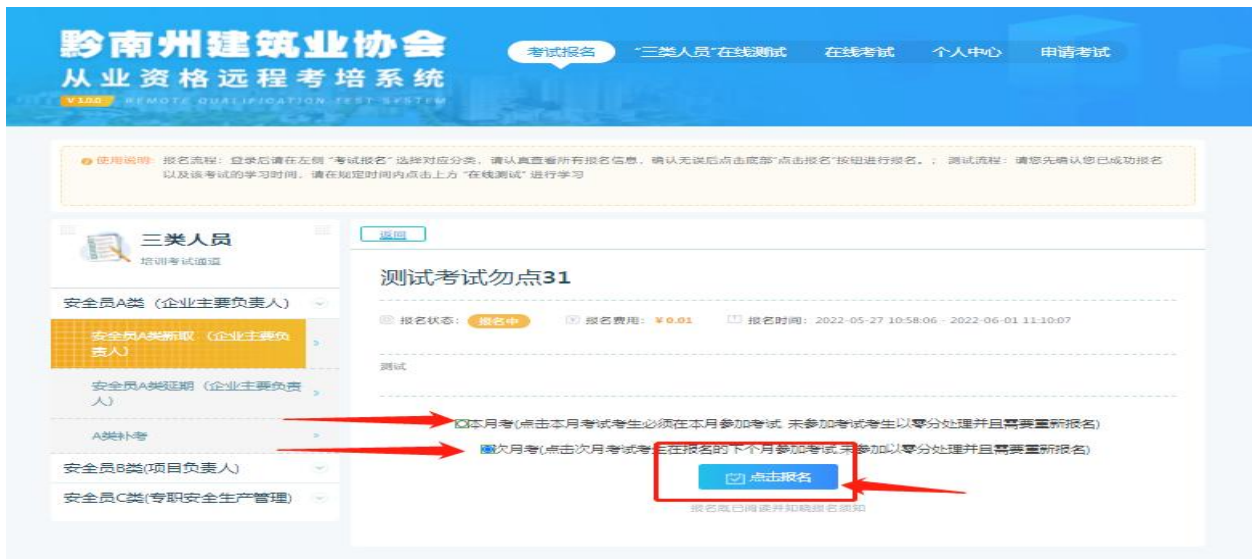 黔南州建筑业协会
考试报名 "三类人员"在线测试 在线考试 个人中心 申请考试
从业资格远程考培系统
V 1.0.0 REMOTE QUALIFICATION TEST SYSTEM
使用说明: 报名流程：登录后请在左侧 "考试报名" 选择对应分类，请认真查看所有报名信息，确认无误后点击底部"点击报名"按钮进行报名。； 测试流程：请您先确认您已成功报名
以及该考试的学习时间，请在规定时间内点击上方 "在线测试" 进行学习
三类人员
培训考试通道
安全员A类（企业主要负责人）
安全员A类新取（企业主要负
责人）
安全员A类延期（企业主要负责
人）
A类补考
安全员B类(项目负责人)
安全员C类(专职安全生产管理)
返回
测试考试勿点31
报名状态： 报名中 报名费用：￥0.01 报名时间：2022-05-27 10:58:06 - 2022-06-01 11:10:07
测试
本月考(点击本月考试考生必须在本月参加考试 未参加考试考生以零分处理并且需要重新报名)
次月考(点击次月考试考生在报名的下个月参加考试 未参加以零分处理并且需要重新报名)
点击报名
报名既已阅读并知晓报名须知